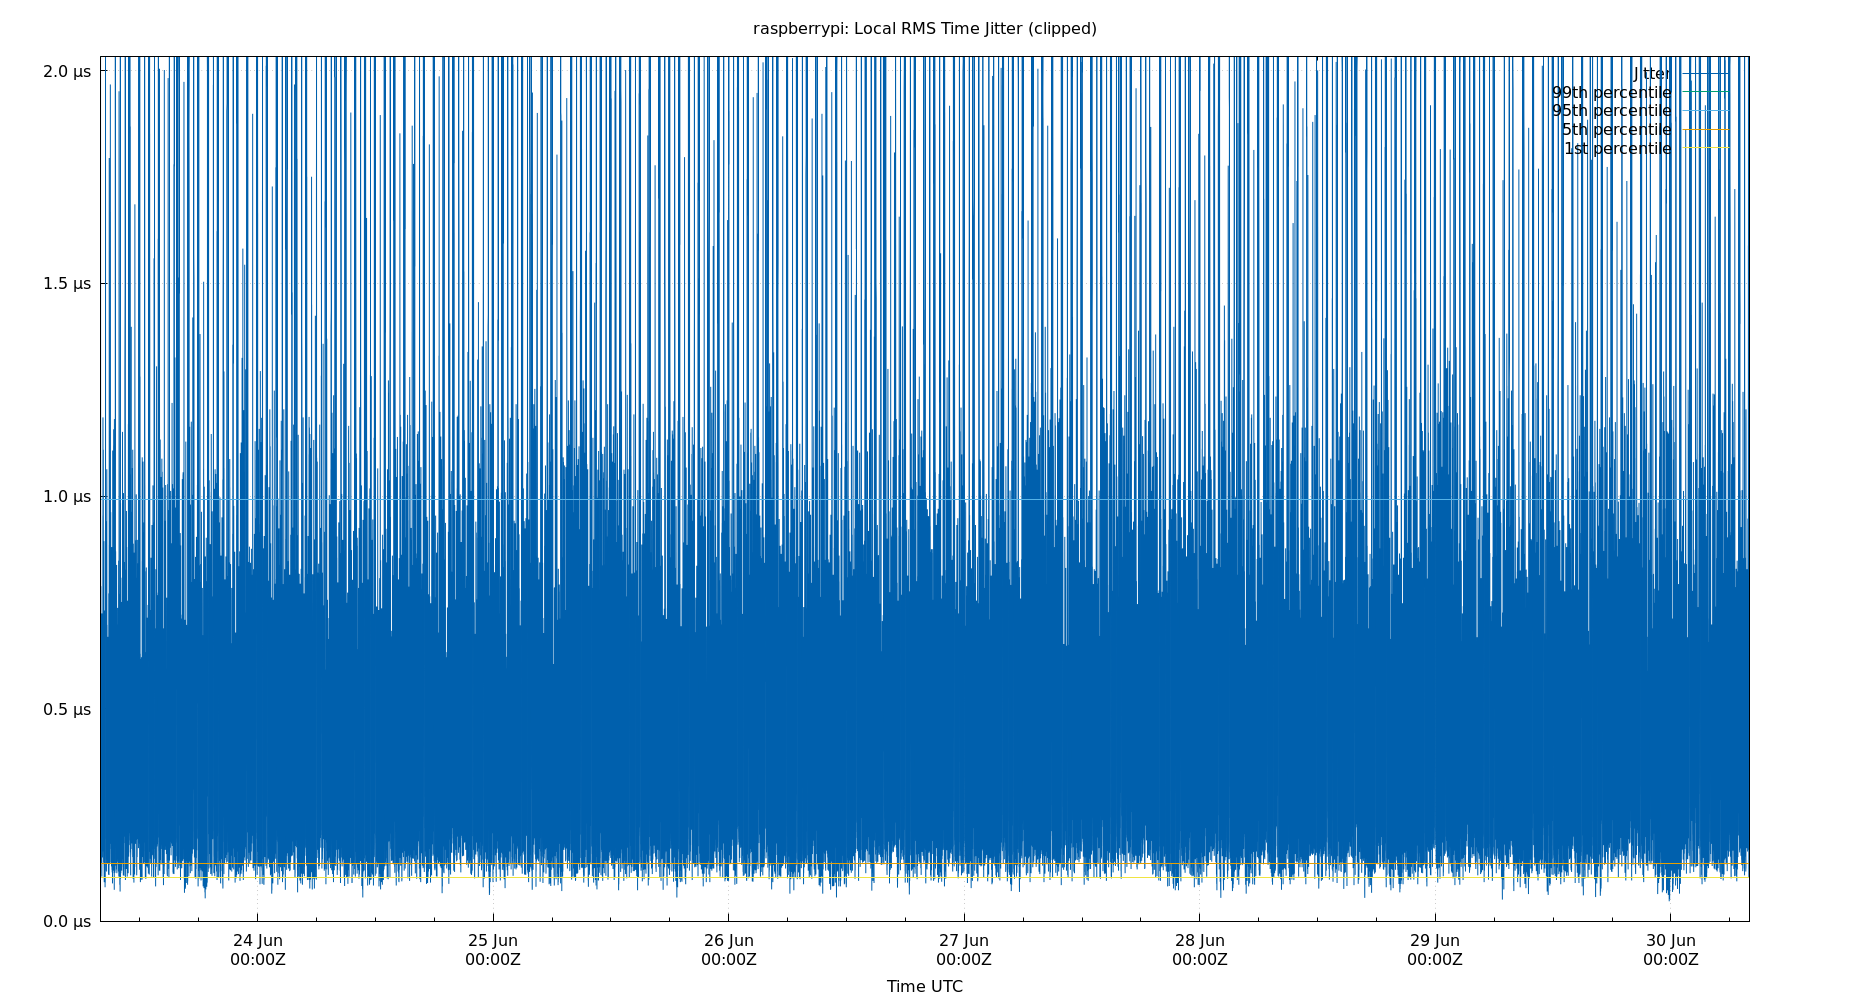 raspberrypi: Local RMS Time Jitter (clipped)
2.0 µs
1.5 µs
1.0 µs
0.5 µs
0.0 µs
Jitter
99th percentile
95th percentile
5th percentile
1st percentile
24 Jun 25 Jun 26 Jun 27 Jun 28 Jun 29 Jun 30 Jun
00:00Z 00:00Z 00:00Z 00:00Z 00:00Z 00:00Z 00:00Z
Time UTC